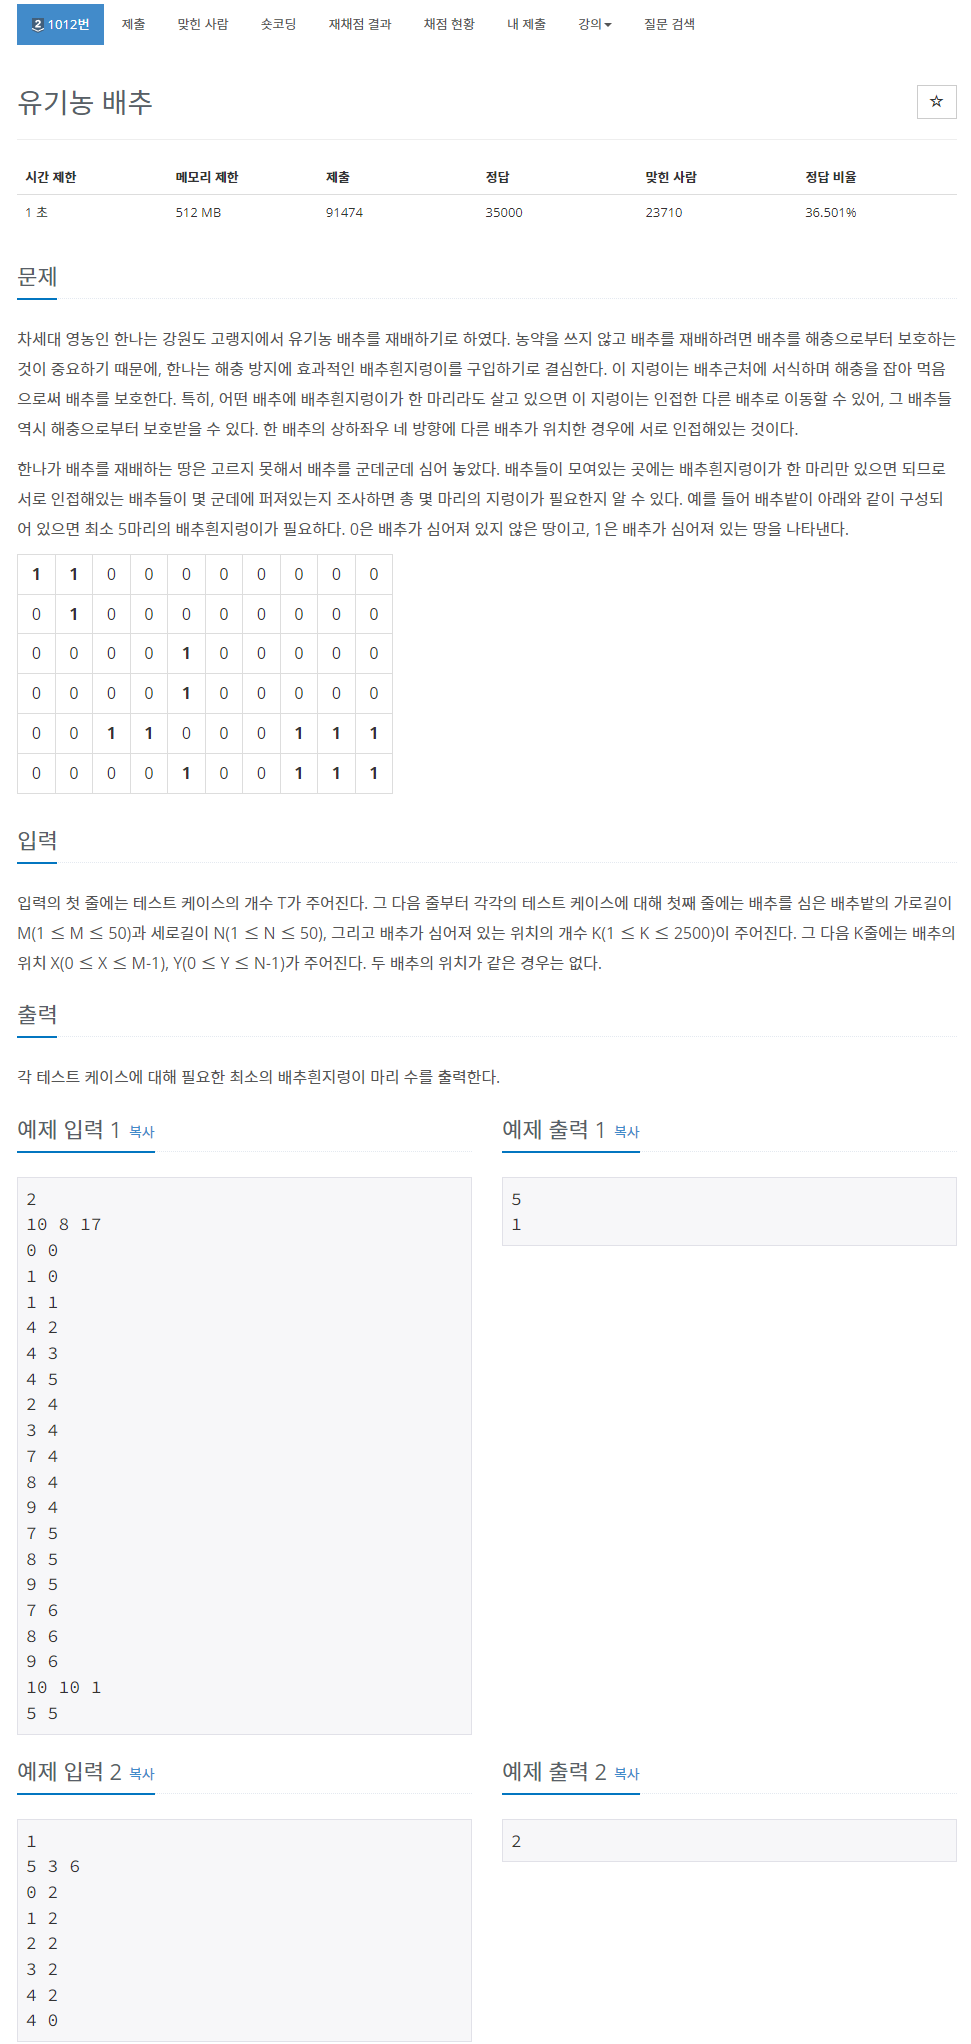 2 1012번 제출 맞힌 사람 숏코딩 재채점 결과 채점 현황 내 제출 강의 질문 검색
유기농 배추
시간 제한 메모리 제한 제출 정답 맞힌 사람 정답 비율
1 초 512 MB 91474 35000 23710 36.501%
문제
차세대 영농인 한나는 강원도 고랭지에서 유기농 배추를 재배하기로 하였다. 농약을 쓰지 않고 배추를 재배하려면 배추를 해충으로부터 보호하는
것이 중요하기 때문에, 한나는 해충 방지에 효과적인 배추흰지렁이를 구입하기로 결심한다. 이 지렁이는 배추근처에 서식하며 해충을 잡아 먹음
으로써 배추를 보호한다. 특히, 어떤 배추에 배추흰지렁이가 한 마리라도 살고 있으면 이 지렁이는 인접한 다른 배추로 이동할 수 있어, 그 배추들
역시 해충으로부터 보호받을 수 있다. 한 배추의 상하좌우 네 방향에 다른 배추가 위치한 경우에 서로 인접해있는 것이다.
한나가 배추를 재배하는 땅은 고르지 못해서 배추를 군데군데 심어 놓았다. 배추들이 모여있는 곳에는 배추흰지렁이가 한 마리만 있으면 되므로
서로 인접해있는 배추들이 몇 군데에 퍼져있는지 조사하면 총 몇 마리의 지렁이가 필요한지 알 수 있다. 예를 들어 배추밭이 아래와 같이 구성되
어 있으면 최소 5마리의 배추흰지렁이가 필요하다. 0은 배추가 심어져 있지 않은 땅이고, 1은 배추가 심어져 있는 땅을 나타낸다.
1 1 0 0 0 0 0 0 0 0
0 1 0 0 0 0 0 0 0 0
0 0 0 0 1 0 0 0 0 0
0 0 0 0 1 0 0 0 0 0
0 0 1 1 0 0 0 1 1 1
0 0 0 0 1 0 0 1 1 1
입력
입력의 첫 줄에는 테스트 케이스의 개수 T가 주어진다. 그 다음 줄부터 각각의 테스트 케이스에 대해 첫째 줄에는 배추를 심은 배추밭의 가로길이
M(1 ≤ M ≤ 50)과 세로길이 N(1 ≤ N ≤ 50), 그리고 배추가 심어져 있는 위치의 개수 K(1 ≤ K ≤ 2500)이 주어진다. 그 다음 K줄에는 배추의
위치 X(0 ≤ X ≤ M-1), Y(0 ≤ Y ≤ N-1)가 주어진다. 두 배추의 위치가 같은 경우는 없다.
출력
각 테스트 케이스에 대해 필요한 최소의 배추흰지렁이 마리 수를 출력한다.
예제 입력 1 복사
2
10 8 17
0 0
1 0
1 1
4 2
4 3
4 5
2 4
3 4
7 4
8 4
9 4
7 5
8 5
9 5
7 6
8 6
9 6
10 10 1
5 5
예제 출력 1 복사
5
1
예제 입력 2 복사
1
5 3 6
0 2
1 2
2 2
3 2
4 2
4 0
예제 출력 2 복사
2